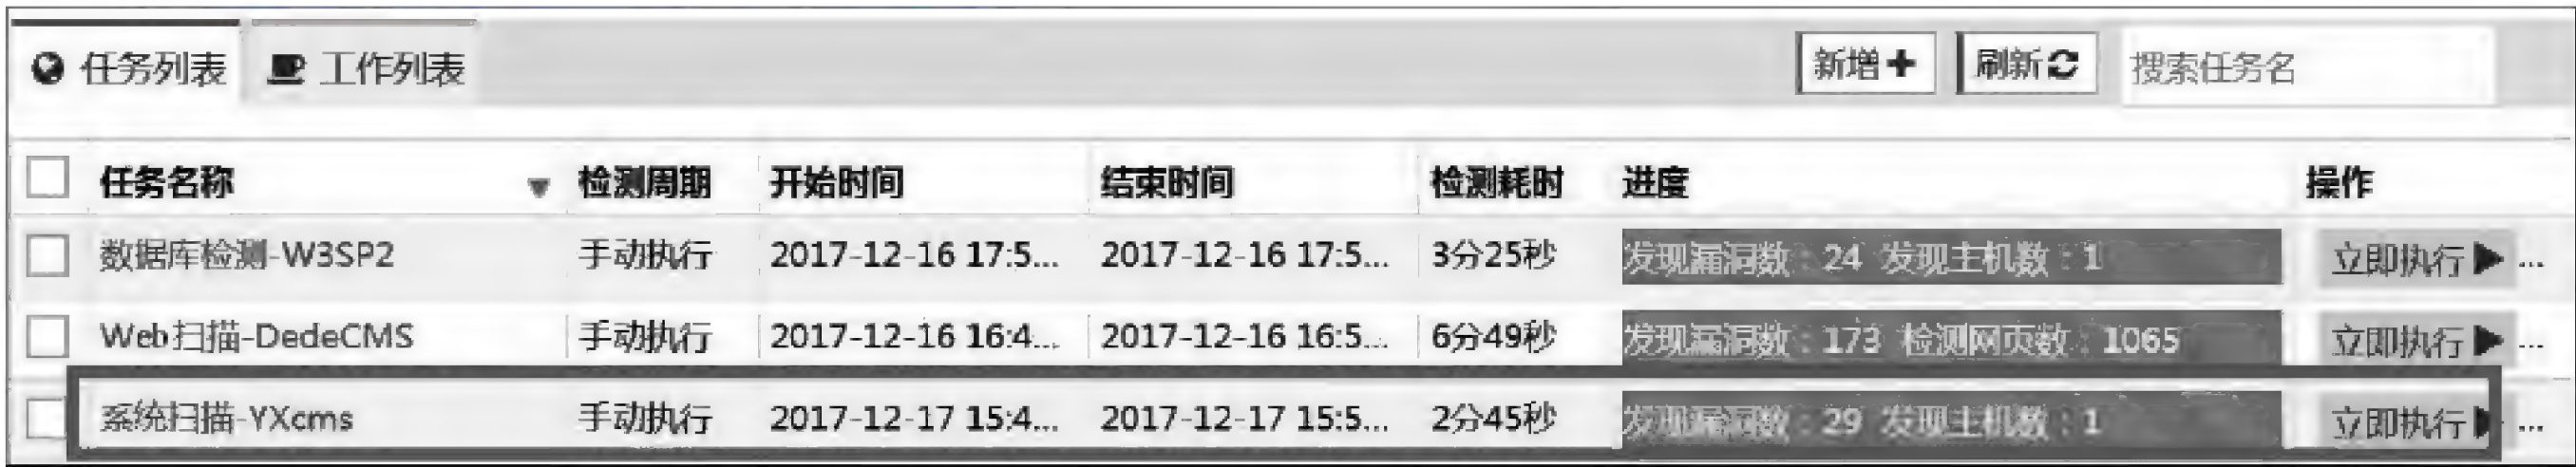 任务列表 工作列表 新增 刷新 搜索任务名
任务名称 检测周期 开始时间 结束时间 检测耗时 进度 操作
数据库检测-W3SP2 手动执行 2017-12-16 17:5... 2017-12-16 17:5... 3分25秒 发现漏洞数：24 发现主机数：1 立即执行 ...
Web扫描-DedeCMS 手动执行 2017-12-16 16:4... 2017-12-16 16:5... 6分49秒 发现漏洞数：173 检测网页数：1065 立即执行 ...
系统扫描-YXcms 手动执行 2017-12-17 15:4... 2017-12-17 15:5... 2分45秒 发现漏洞数：29 发现主机数：1 立即执行 ...